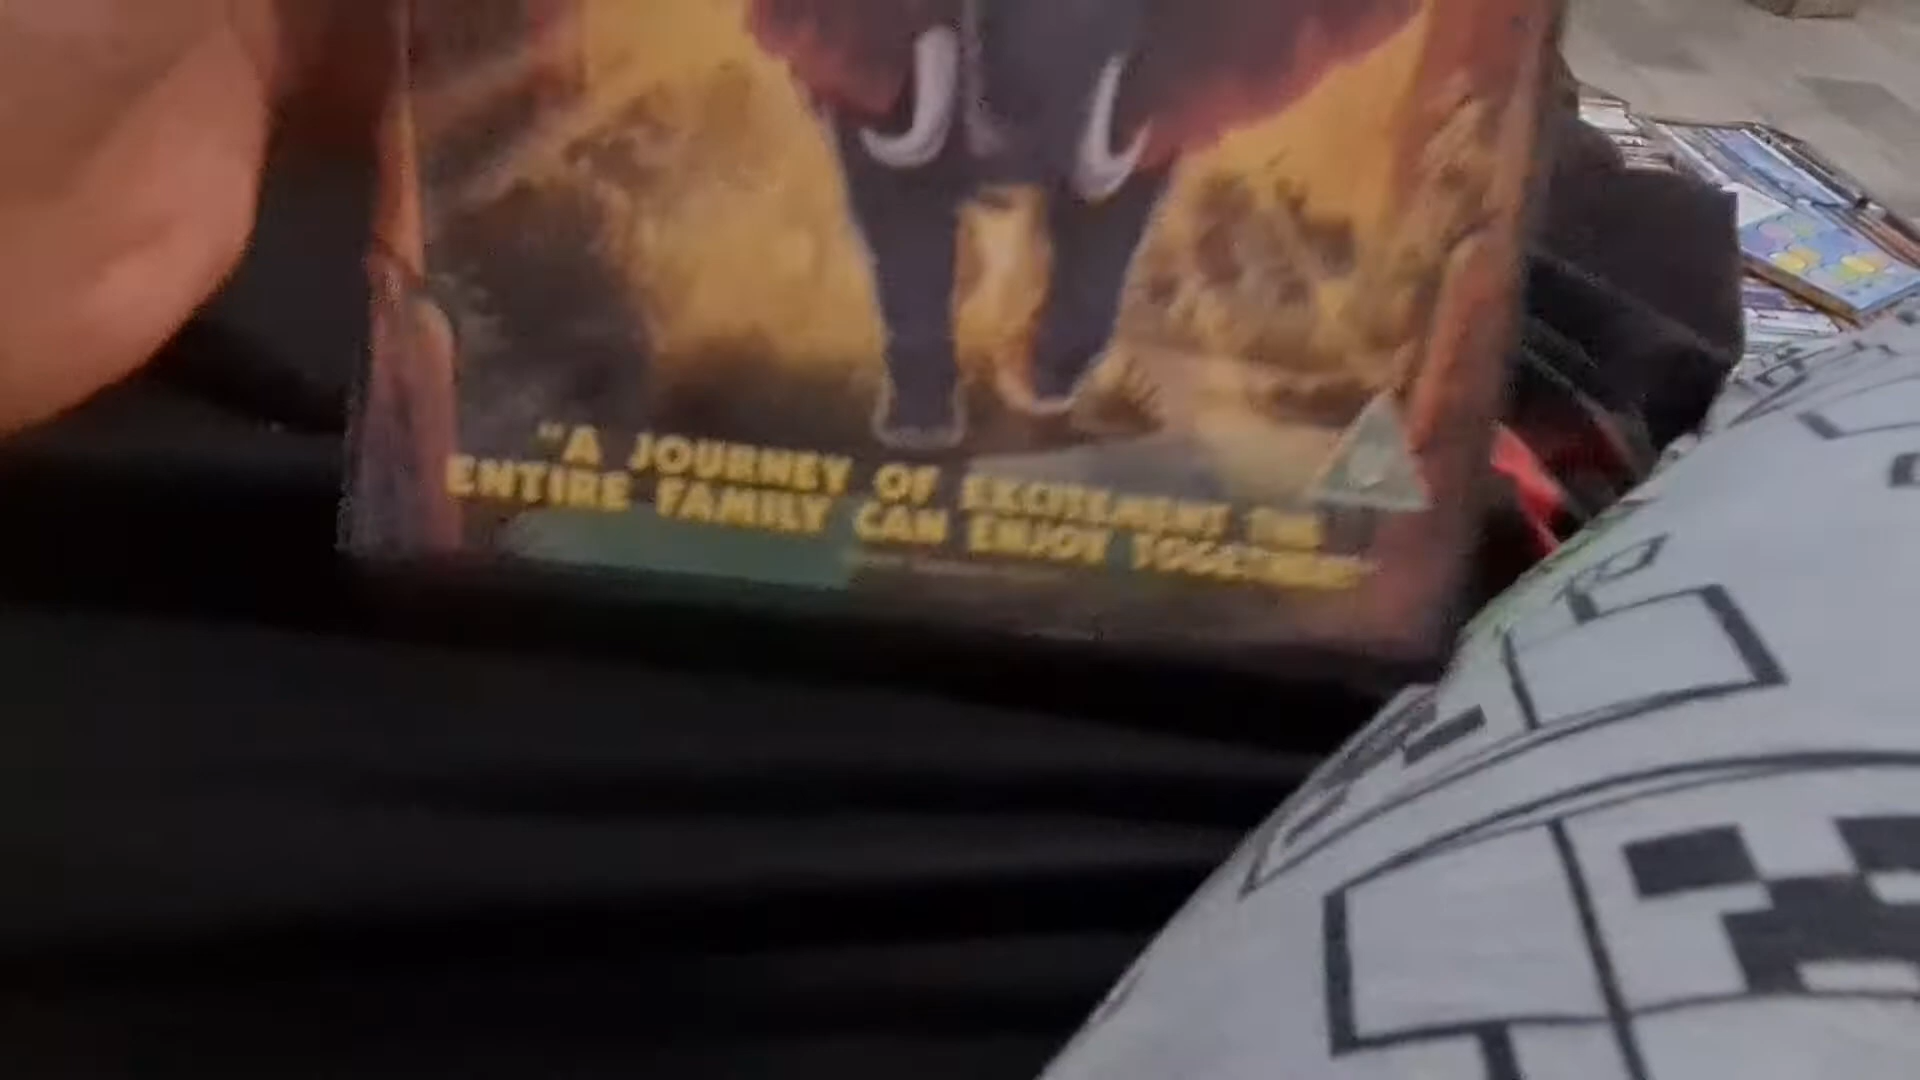 "A JOURNEY OF EXCITEMENT THE
ENTIRE FAMILY CAN ENJOY TOGETHER"